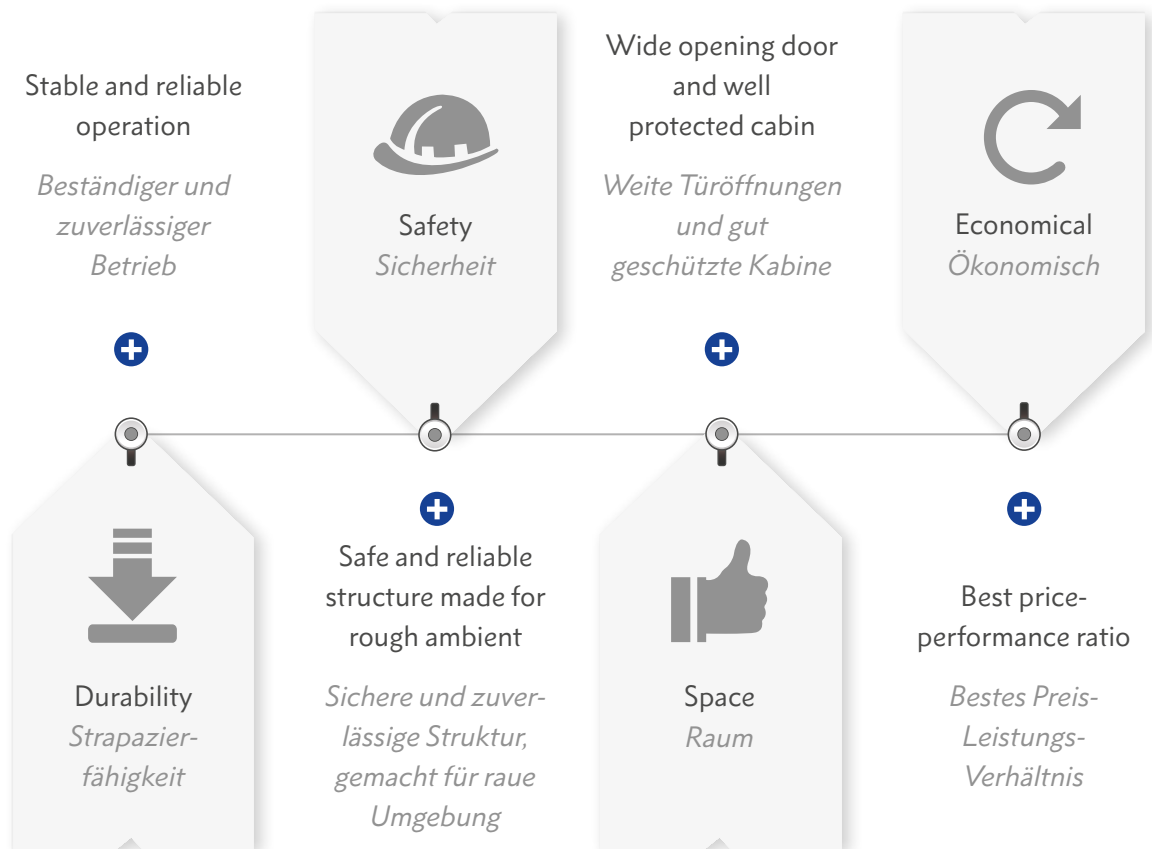 Stable and reliable
operation
Beständiger und
zuverlässiger
Betrieb
Durability
Strapazier-
fähigkeit
Safety
Sicherheit
Safe and reliable
structure made for
rough ambient
Sichere und zuver-
lässige Struktur,
gemacht für raue
Umgebung
Wide opening door
and well
protected cabin
Weite Türöffnungen
und gut
geschützte Kabine
Space
Raum
Economical
Ökonomisch
Best price-
performance ratio
Bestes Preis-
Leistungs-
Verhältnis